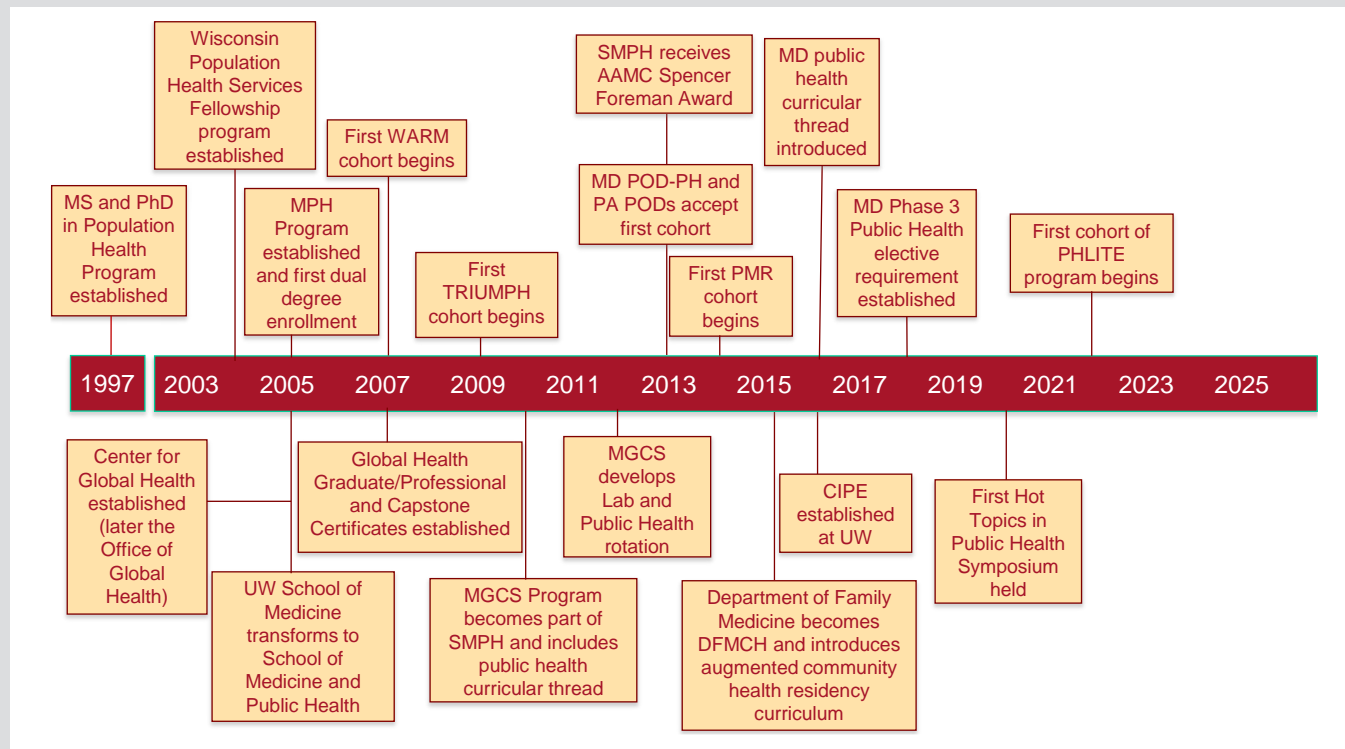 Wisconsin
Population
Health Services
Fellowship
program
established
SMPH receives
AAMC Spencer
Foreman Award
MD public
health
curricular
thread
introduced
First WARM
cohort begins
MS and PhD
in Population
Health
Program
established
MPH
Program
established
and first dual
degree
enrollment
First
TRIUMPH
cohort begins
MD POD-PH and
PA PODs accept
first cohort
First PMR
cohort
begins
MD Phase 3
Public Health
elective
requirement
established
First cohort of
PHLITE
program begins
1997 2003 2005 2007 2009 2011 2013 2015 2017 2019 2021 2023 2025
Center for
Global Health
established
(later the
Office of
Global
Health)
UW School of
Medicine
transforms to
School of
Medicine and
Public Health
Global Health
Graduate/Professional
and Capstone
Certificates established
MGCS Program
becomes part of
SMPH and includes
public health
curricular thread
MGCS
develops
Lab and
Public Health
rotation
Department of Family
Medicine becomes
DFMCH and introduces
augmented community
health residency
curriculum
CIPE
established
at UW
First Hot
Topics in
Public Health
Symposium
held